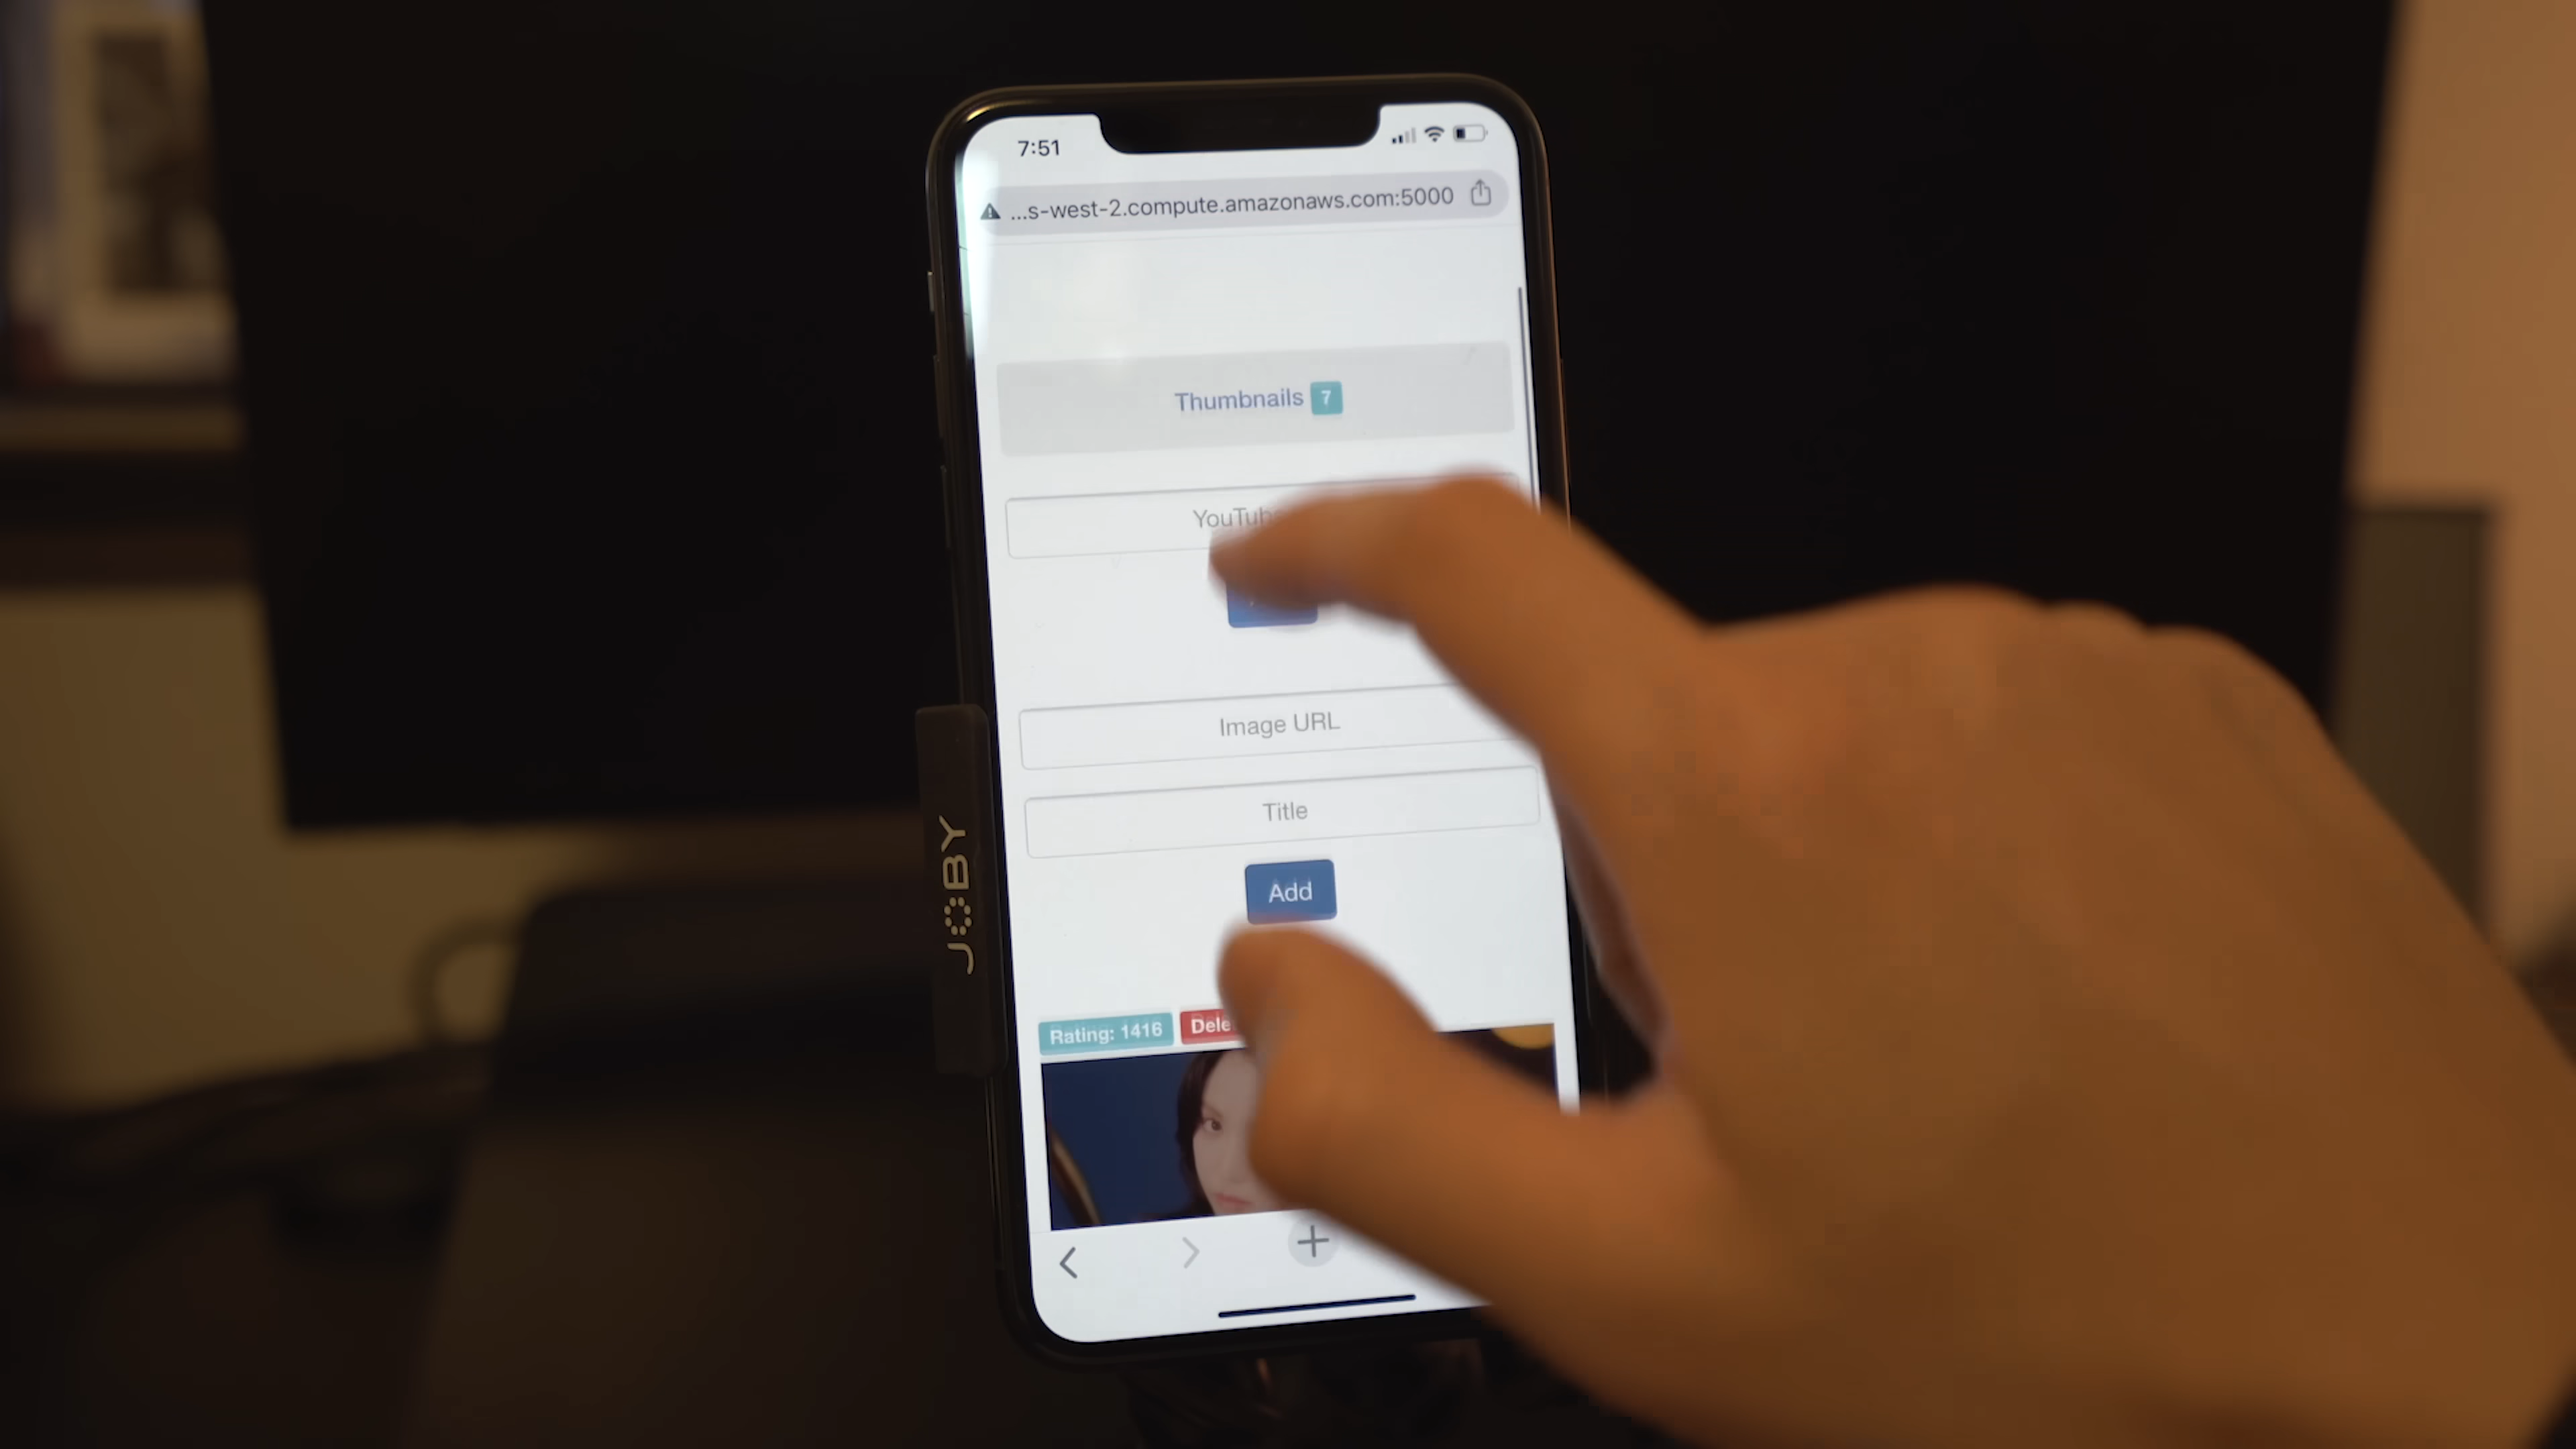 7:51
...s-west-2.compute.amazonaws.com:5000
Thumbnails 7
Image URL
Title
Add
Rating: 1416
JOBY